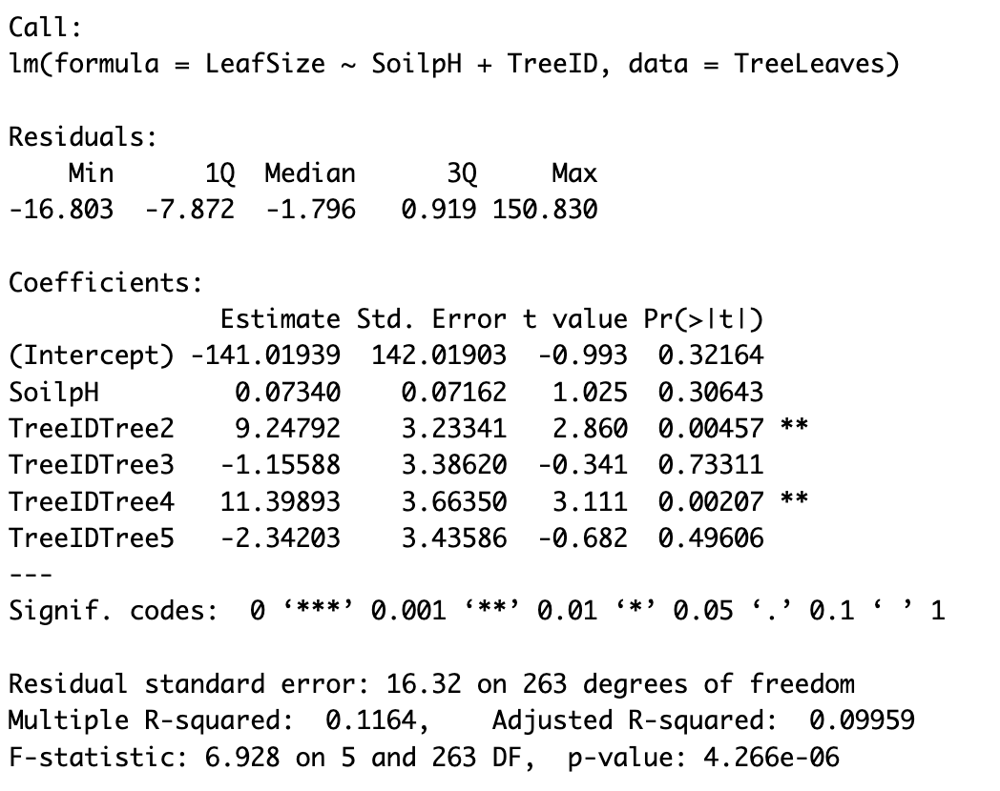 Call:
lm(formula = LeafSize ~ SoilpH + TreeID, data = TreeLeaves)
Residuals:
    Min      1Q  Median      3Q     Max
-16.803  -7.872  -1.796   0.919 150.830
Coefficients:
              Estimate Std. Error t value Pr(>|t|)
(Intercept) -141.01939  142.01903  -0.993  0.32164
SoilpH         0.07340    0.07162   1.025  0.30643
TreeIDTree2    9.24792    3.23341   2.860  0.00457 **
TreeIDTree3   -1.15588    3.38620  -0.341  0.73311
TreeIDTree4   11.39893    3.66350   3.111  0.00207 **
TreeIDTree5   -2.34203    3.43586  -0.682  0.49606
---
Signif. codes:  0 ‘***’ 0.001 ‘**’ 0.01 ‘*’ 0.05 ‘.’ 0.1 ‘ ’ 1
Residual standard error: 16.32 on 263 degrees of freedom
Multiple R-squared:  0.1164,	Adjusted R-squared:  0.09959
F-statistic: 6.928 on 5 and 263 DF,  p-value: 4.266e-06